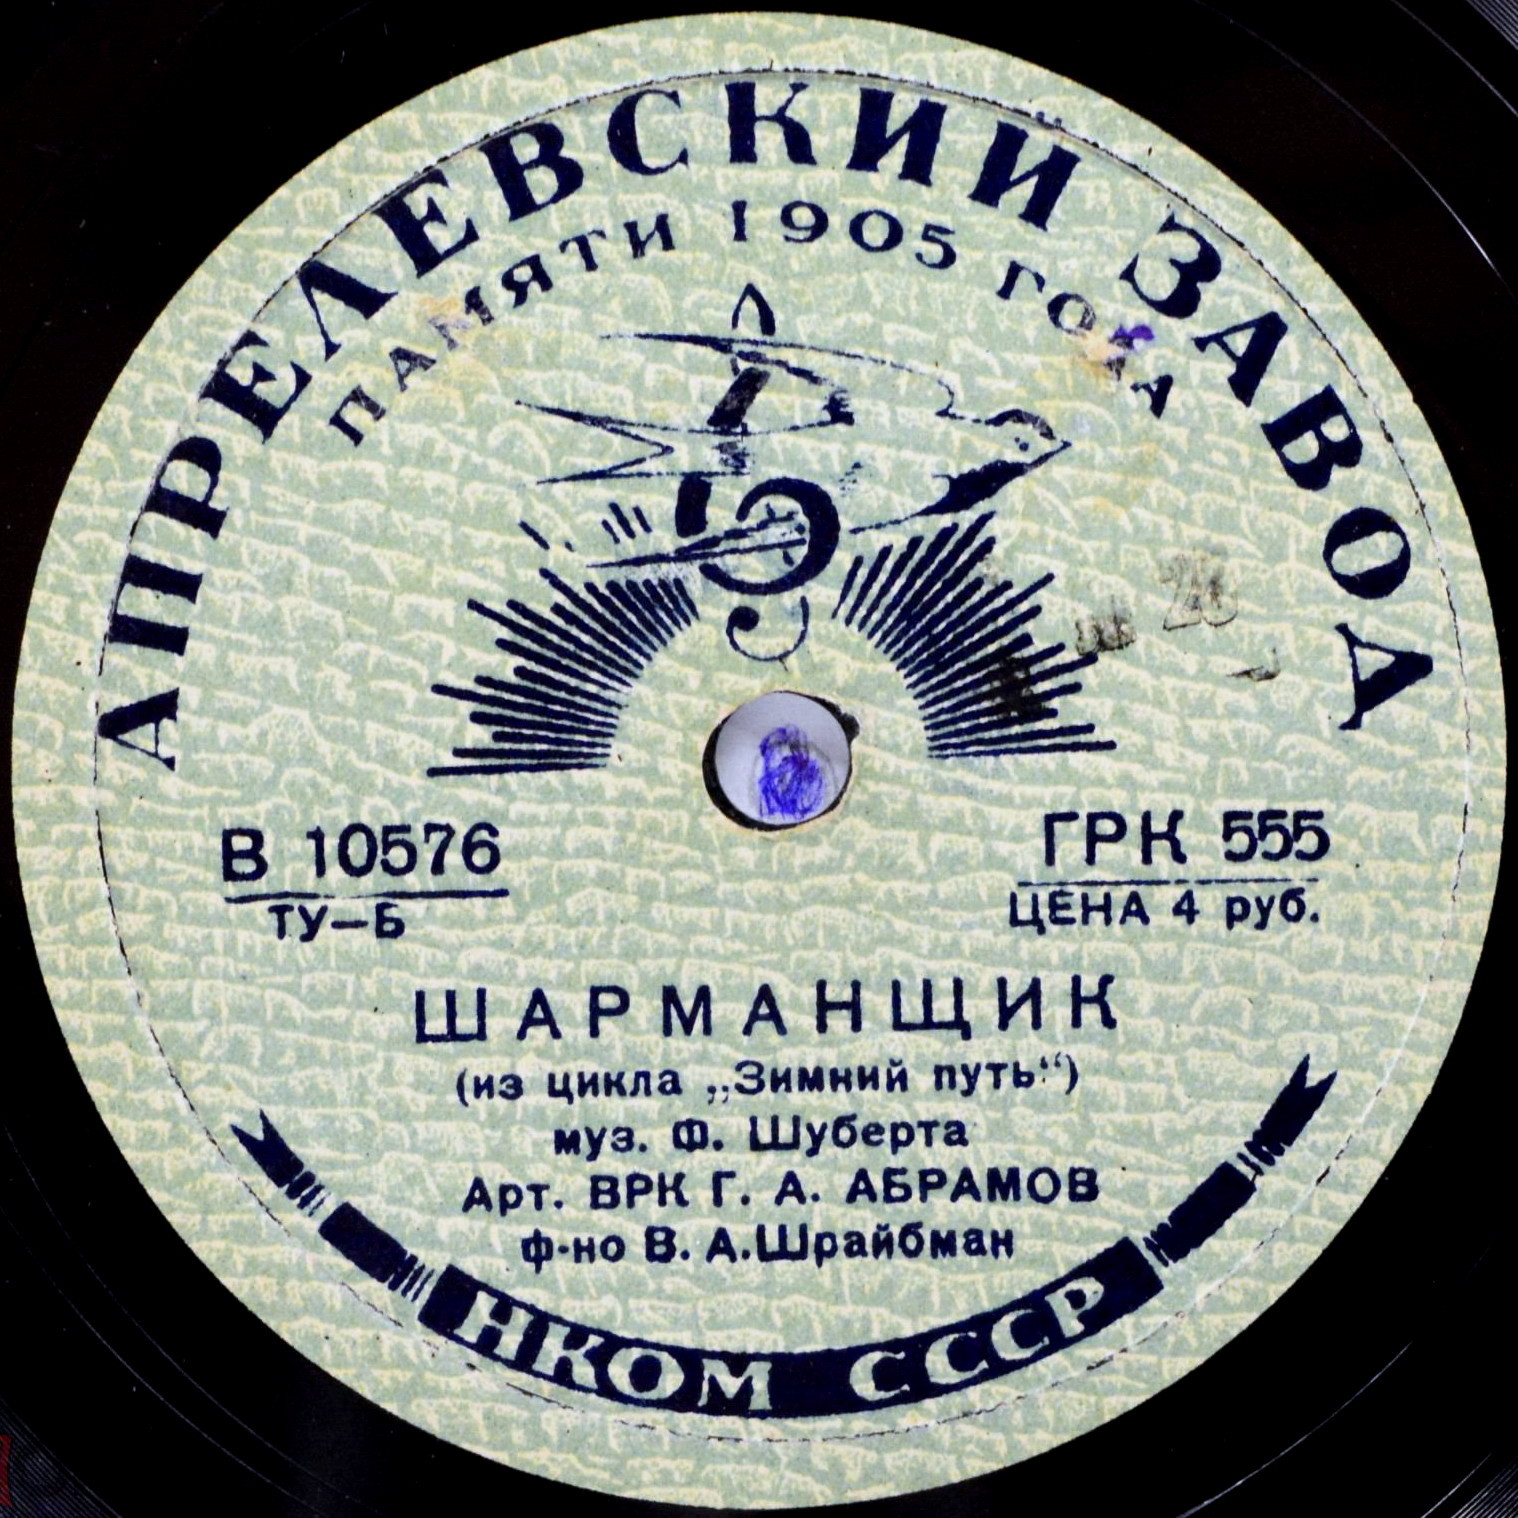 АПРЕЛЕВСКИЙ ЗАВОД
ПАМЯТИ 1905 ГОДА
В 10576
ТУ—Б
ГРК 555
ЦЕНА 4 руб.
ШАРМАНЩИК
(из цикла „Зимний путь“)
муз. Ф. Шуберта
Арт. ВРК Г. А. АБРАМОВ
ф-но В. А. Шрайбман
НКОМ СССР